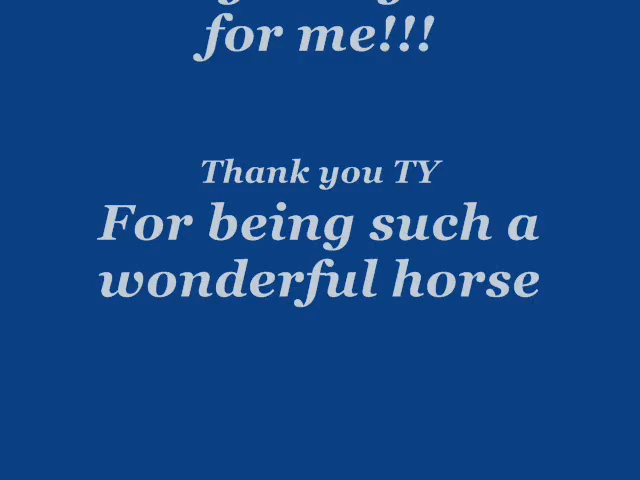 for me!!!
Thank you TY
For being such a
wonderful horse